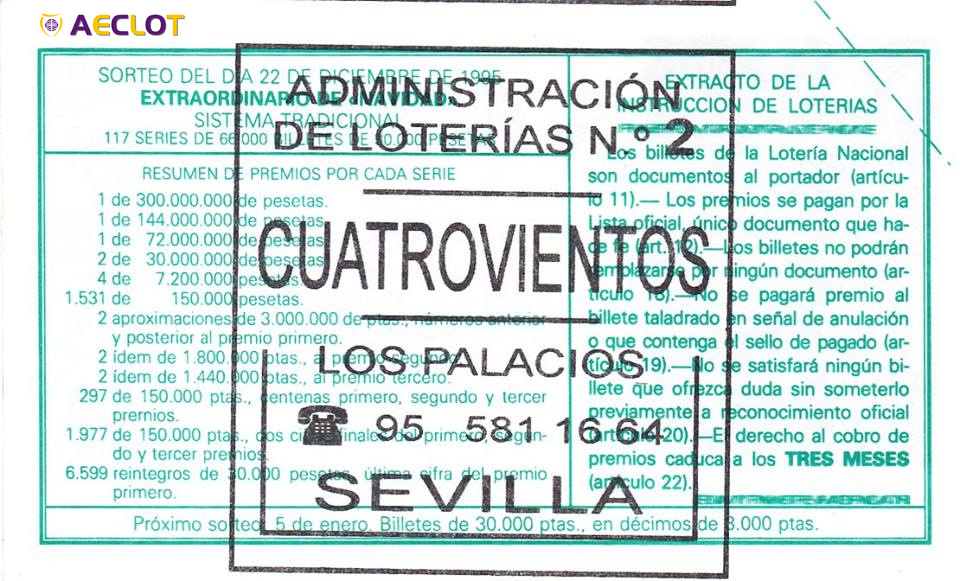 AECLOT
SORTEO DEL DIA 22 DE DICIEMBRE DE 1995
EXTRAORDINARIO DE «NAVIDAD»
SISTEMA TRADICIONAL
117 SERIES DE 66.000 BILLETES DE 30.000 PESETAS
RESUMEN DE PREMIOS POR CADA SERIE
1 de 300.000.000 de pesetas.
1 de 144.000.000 de pesetas.
1 de 72.000.000 de pesetas.
2 de 30.000.000 de pesetas.
4 de 7.200.000 de pesetas.
1.531 de 150.000 pesetas.
2 aproximaciones de 3.000.000 de ptas., números anterior
y posterior al premio primero.
2 ídem de 1.800.000 ptas., al premio segundo.
2 ídem de 1.440.000 ptas., al premio tercero.
297 de 150.000 ptas., centenas primero, segundo y tercer
premios.
1.977 de 150.000 ptas., dos cifras finales del primero, segun-
do y tercer premios.
6.599 reintegros de 30.000 pesetas, última cifra del premio
primero.
EXTRACTO DE LA
INSTRUCCION DE LOTERIAS
Los billetes de la Lotería Nacional
son documentos al portador (artícu-
lo 11).— Los premios se pagan por la
Lista oficial, único documento que ha-
ce fe (art. 12).—Los billetes no podrán
remplazarse por ningún documento (ar-
tículo 18).—No se pagará premio al
billete taladrado en señal de anulación
o que contenga el sello de pagado (ar-
tículo 19).—No se satisfará ningún bi-
llete que ofrezca duda sin someterlo
previamente a reconocimiento oficial
(artículo 20).—El derecho al cobro de
premios caduca a los TRES MESES
(artículo 22).
Próximo sorteo: 5 de enero. Billetes de 30.000 ptas., en décimos de 3.000 ptas.
ADMINISTRACIÓN
DE LOTERÍAS N.º 2
CUATROVIENTOS
LOS PALACIOS
☎ 95 581 16 64
SEVILLA